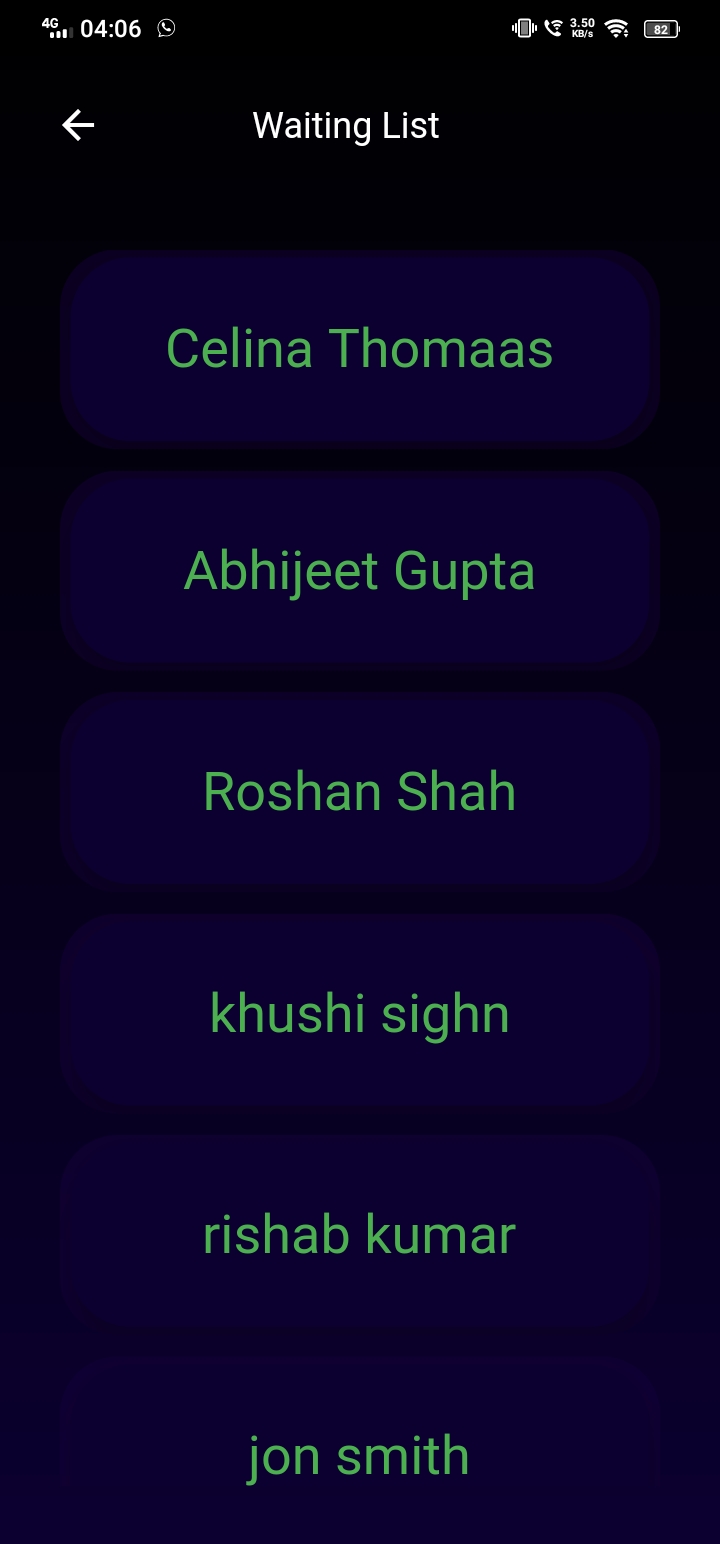 4G 04:06 3.50 KB/s 82
Waiting List
Celina Thomaas
Abhijeet Gupta
Roshan Shah
khushi sighn
rishab kumar
jon smith